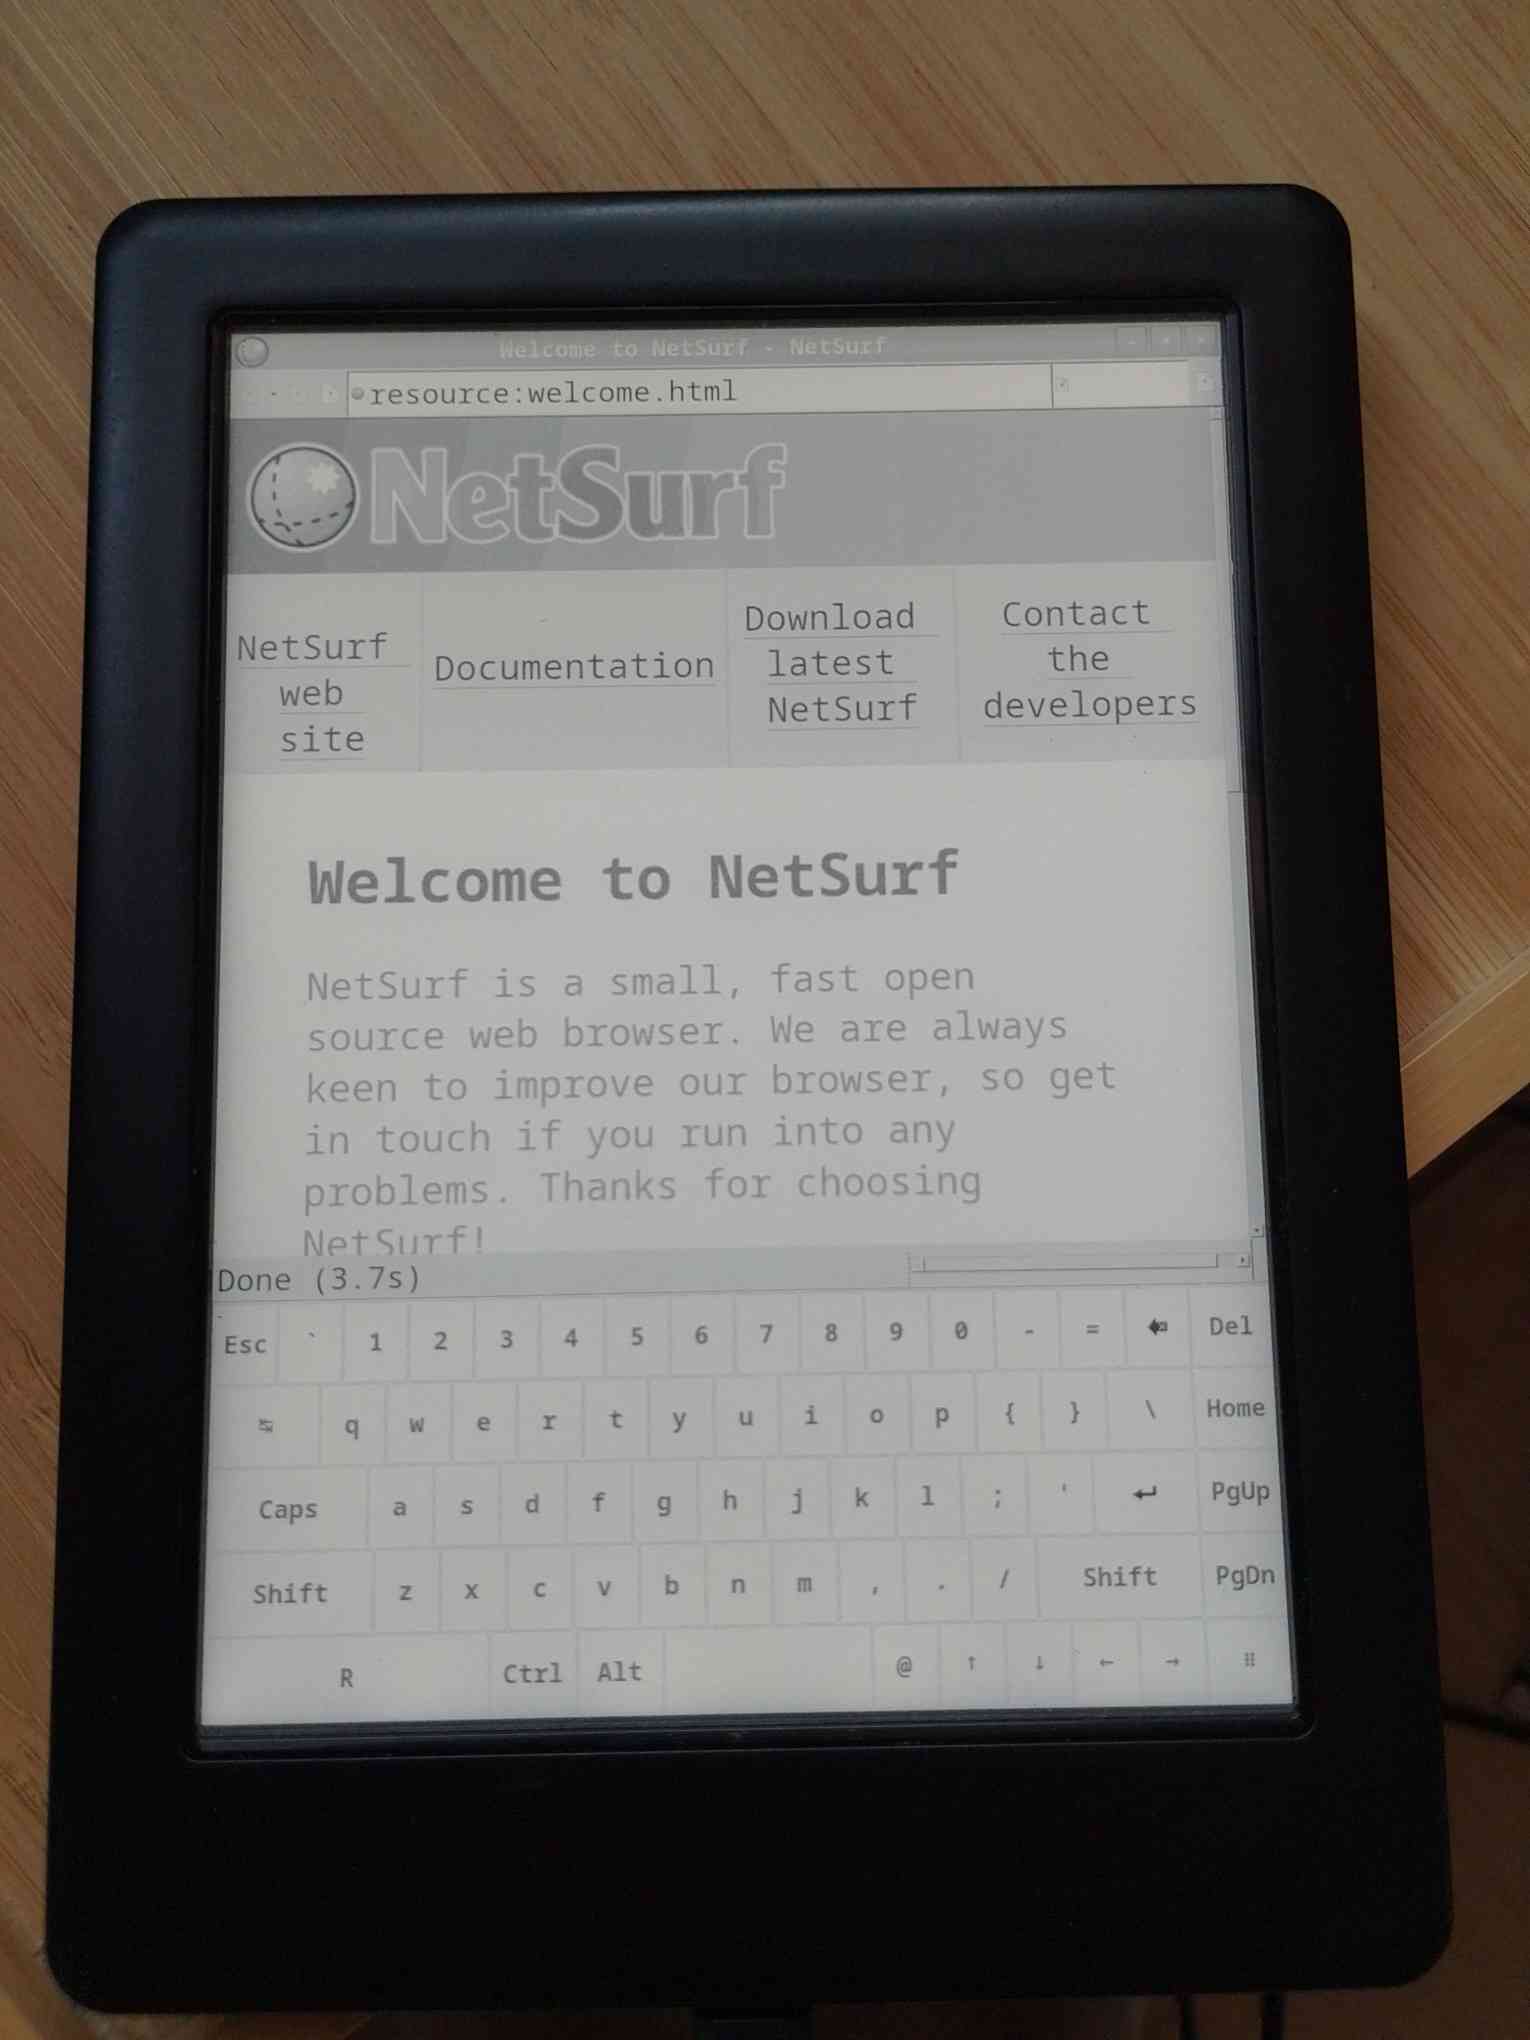 Welcome to NetSurf - NetSurf
resource:welcome.html
NetSurf
NetSurf
web
site
Documentation
Download
latest
NetSurf
Contact
the
developers
Welcome to NetSurf
NetSurf is a small, fast open
source web browser. We are always
keen to improve our browser, so get
in touch if you run into any
problems. Thanks for choosing
NetSurf!
Done (3.7s)
Esc ` 1 2 3 4 5 6 7 8 9 0 - = Del
q w e r t y u i o p { } \ Home
Caps a s d f g h j k l ; ' ↵ PgUp
Shift z x c v b n m , . / Shift PgDn
R Ctrl Alt @ ↑ ↓ ← → ⠿